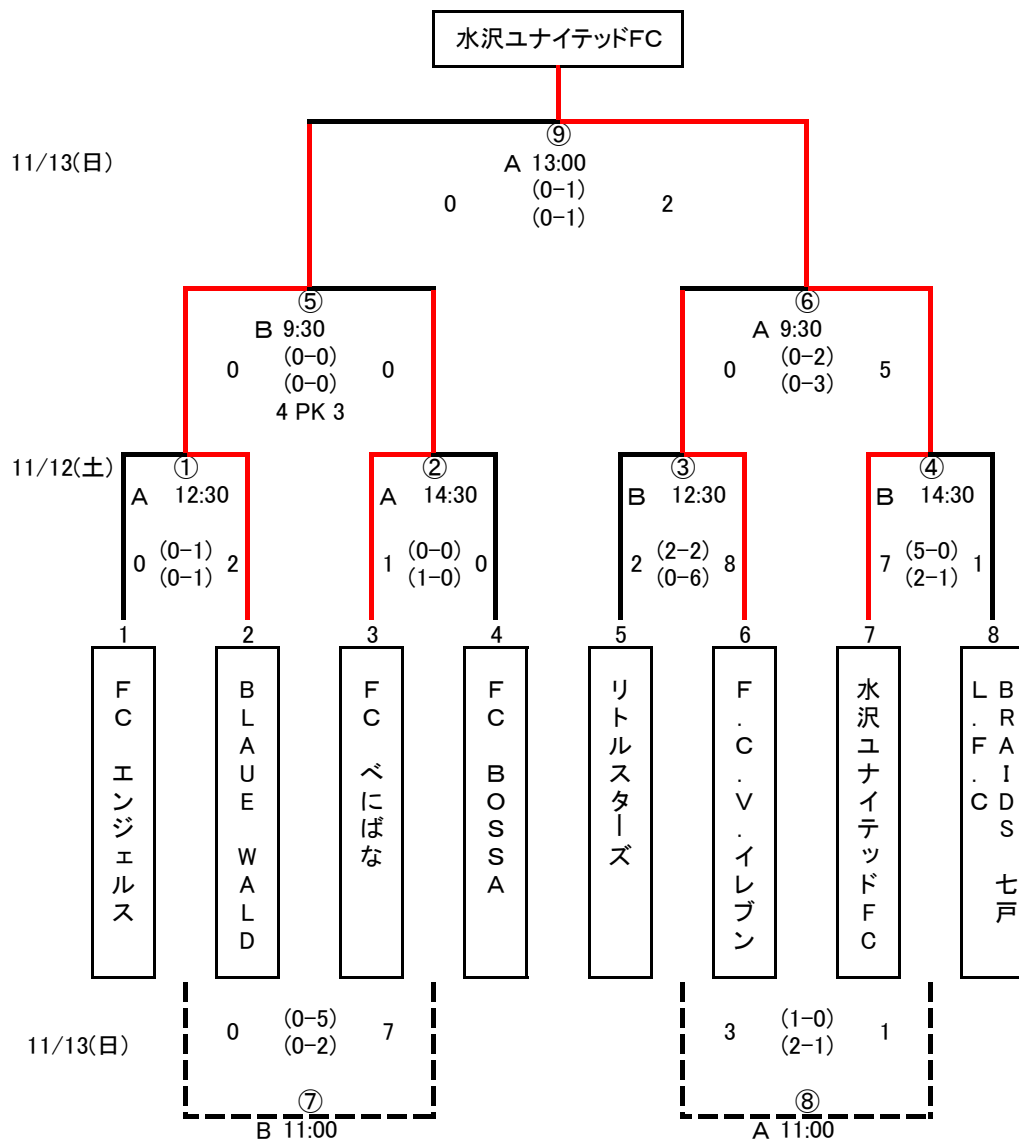 水沢ユナイテッドFC
⑨
11/13(日)
A 13:00
(0-1)
0 2
(0-1)
⑤ ⑥
B 9:30 A 9:30
(0-0) (0-2)
0 0 0 5
(0-0) (0-3)
4 PK 3
11/12(土) ① ② ③ ④
A 12:30 A 14:30 B 12:30 B 14:30
0 (0-1) 2 1 (0-0) 0 2 (2-2) 8 7 (5-0) 1
(0-1) (1-0) (0-6) (2-1)
1 2 3 4 5 6 7 8
FC エンジェルス
BLAUE WALD
FC べにばな
FC BOSSA
リトルスターズ
F.C.V.イレブン
水沢ユナイテッドFC
BRAIDS 七戸
L.F.C
(0-5) (1-0)
0 7 3 1
11/13(日) (0-2) (2-1)
⑦ ⑧
B 11:00 A 11:00